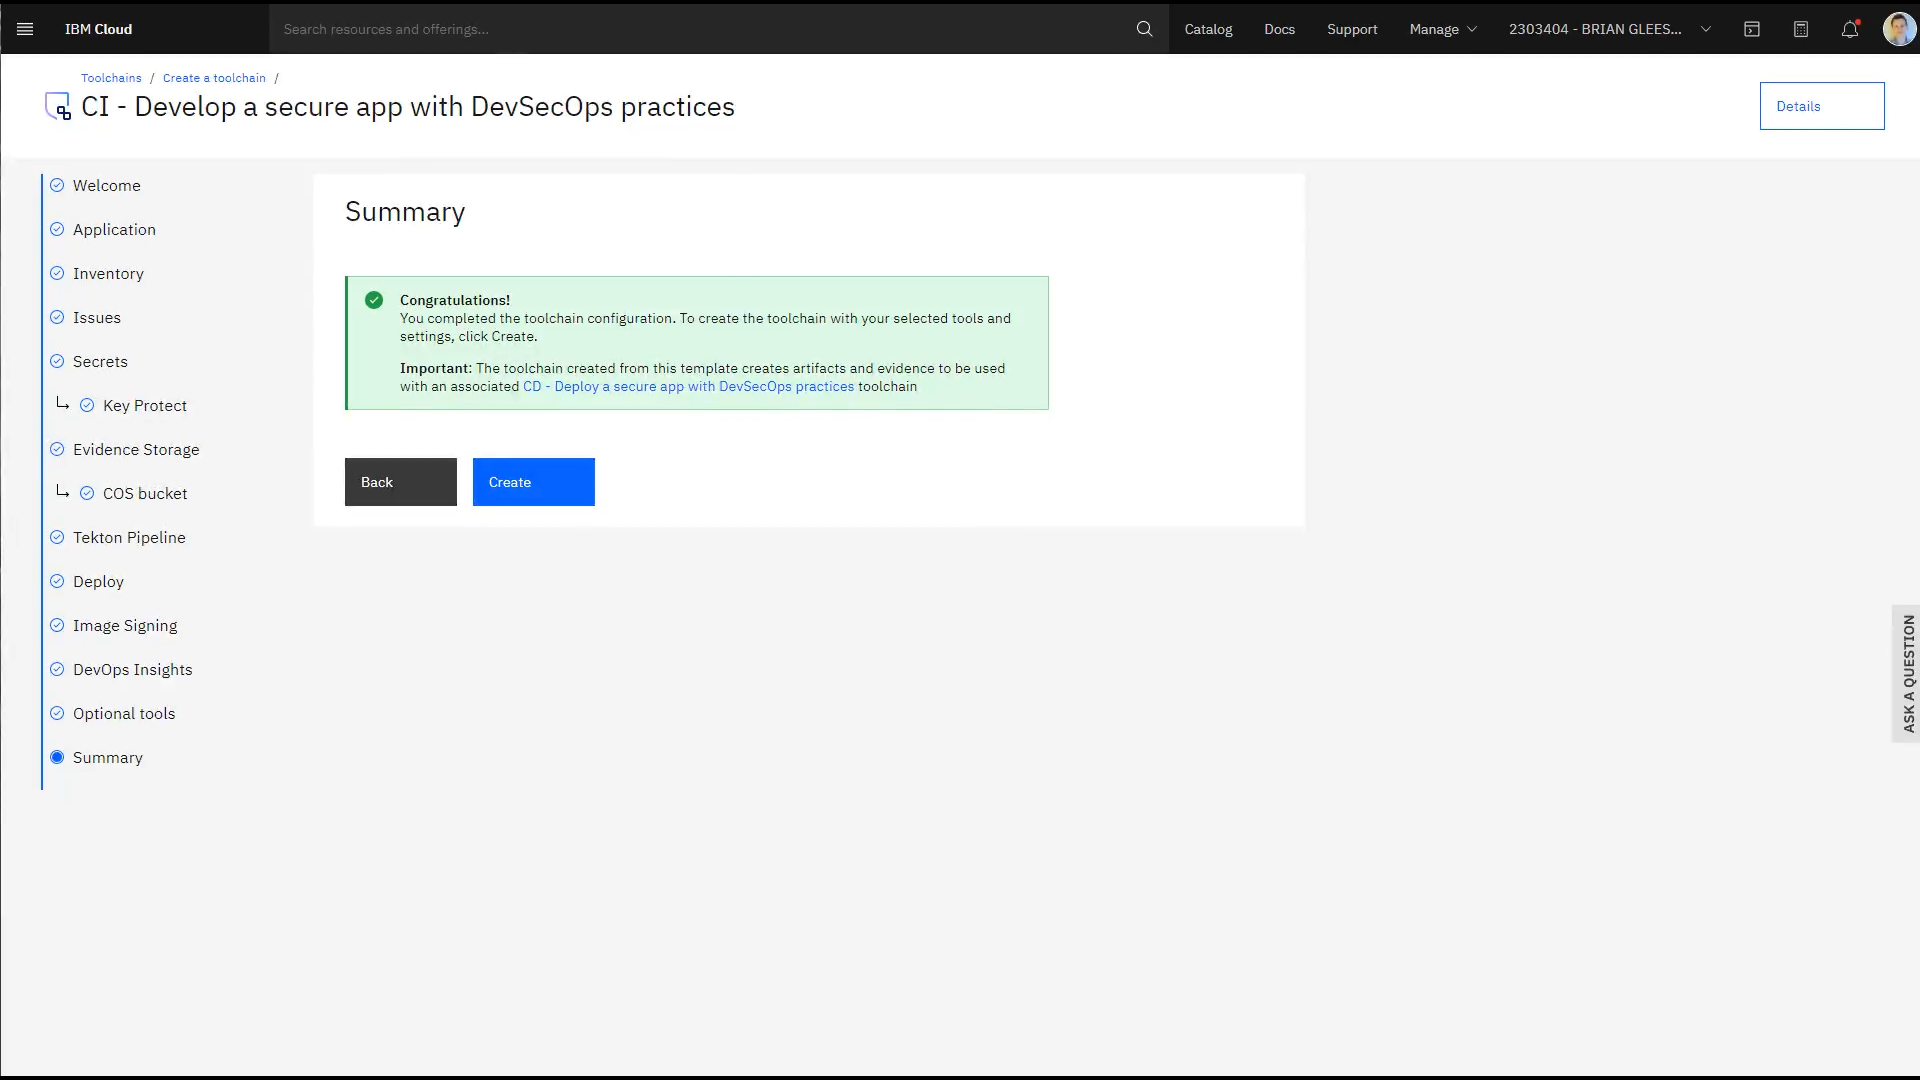 IBM Cloud
Search resources and offerings...
Catalog
Docs
Support
Manage
2303404 - BRIAN GLEES...
Toolchains / Create a toolchain /
CI - Develop a secure app with DevSecOps practices
Details
Welcome
Application
Inventory
Issues
Secrets
Key Protect
Evidence Storage
COS bucket
Tekton Pipeline
Deploy
Image Signing
DevOps Insights
Optional tools
Summary
Summary
Congratulations!
You completed the toolchain configuration. To create the toolchain with your selected tools and
settings, click Create.
Important: The toolchain created from this template creates artifacts and evidence to be used
with an associated CD - Deploy a secure app with DevSecOps practices toolchain
Back
Create
ASK A QUESTION